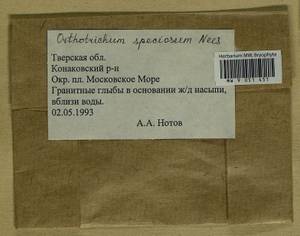 Orthotrichum speciosum Nees
Herbarium MW, Bryophyte
Тверская обл.
Конаковский р-н
Окр. пл. Московское Море
Гранитные глыбы в основании ж/д насыпи,
вблизи воды.
02.05.1993
А.А. Нотов